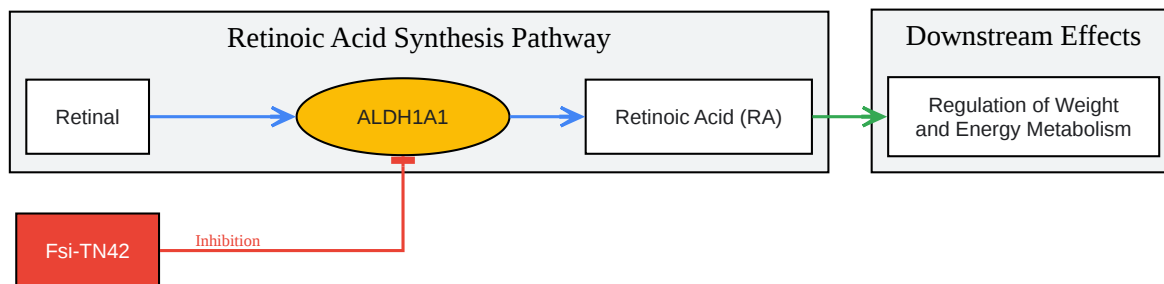 Retinoic Acid Synthesis Pathway
Downstream Effects
Retinal
ALDH1A1
Retinoic Acid (RA)
Regulation of Weight
and Energy Metabolism
Fsi-TN42
Inhibition